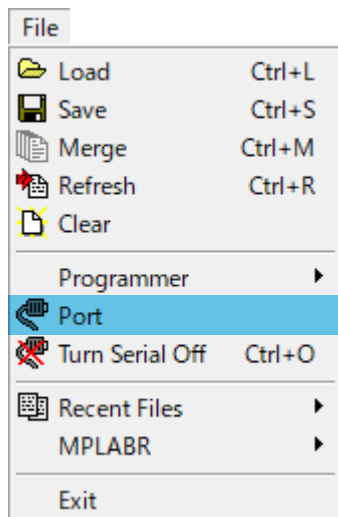 File
Load Ctrl+L
Save Ctrl+S
Merge Ctrl+M
Refresh Ctrl+R
Clear
Programmer
Port
Turn Serial Off Ctrl+O
Recent Files
MPLABR
Exit